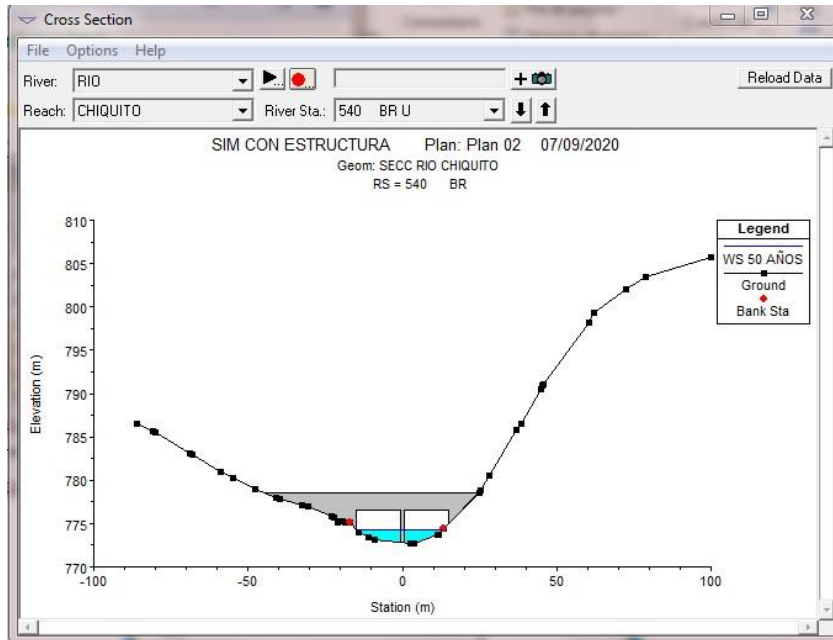 Cross Section
File Options Help
River: RIO
Reload Data
Reach: CHIQUITO River Sta.: 540 BR U
SIM CON ESTRUCTURA Plan: Plan 02 07/09/2020
Geom: SECC RIO CHIQUITO
RS = 540 BR
810
805
800
795
790
785
780
775
770
Elevation (m)
-100 -50 0 50 100
Station (m)
Legend
WS 50 AÑOS
Ground
Bank Sta